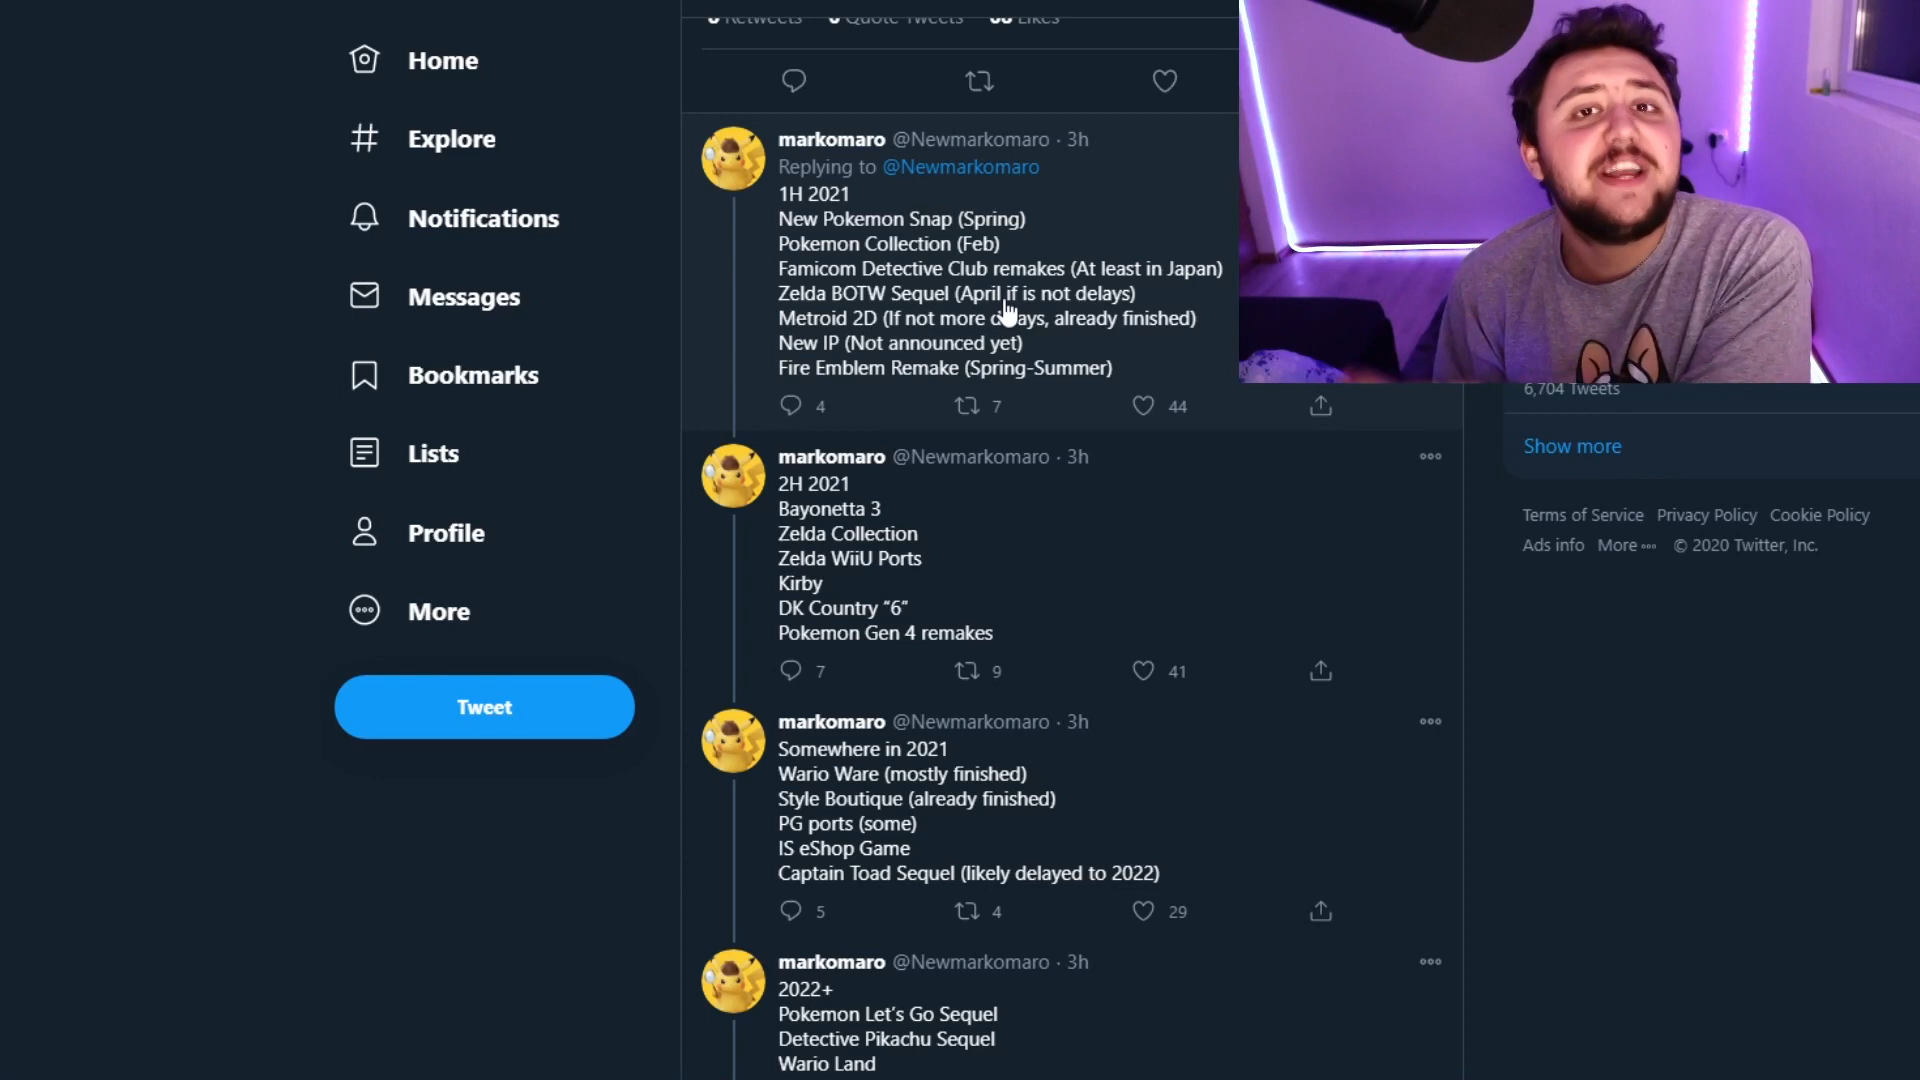 Retweets Quote Tweets Likes
Home
Explore
Notifications
Messages
Bookmarks
Lists
Profile
More
Tweet
markomaro @Newmarkomaro · 3h
Replying to @Newmarkomaro
1H 2021
New Pokemon Snap (Spring)
Pokemon Collection (Feb)
Famicom Detective Club remakes (At least in Japan)
Zelda BOTW Sequel (April if is not delays)
Metroid 2D (If not more delays, already finished)
New IP (Not announced yet)
Fire Emblem Remake (Spring-Summer)
4 7 44
markomaro @Newmarkomaro · 3h
2H 2021
Bayonetta 3
Zelda Collection
Zelda WiiU Ports
Kirby
DK Country “6”
Pokemon Gen 4 remakes
7 9 41
markomaro @Newmarkomaro · 3h
Somewhere in 2021
Wario Ware (mostly finished)
Style Boutique (already finished)
PG ports (some)
IS eShop Game
Captain Toad Sequel (likely delayed to 2022)
5 4 29
markomaro @Newmarkomaro · 3h
2022+
Pokemon Let’s Go Sequel
Detective Pikachu Sequel
Wario Land
6,704 Tweets
Show more
Terms of Service Privacy Policy Cookie Policy
Ads info More © 2020 Twitter, Inc.